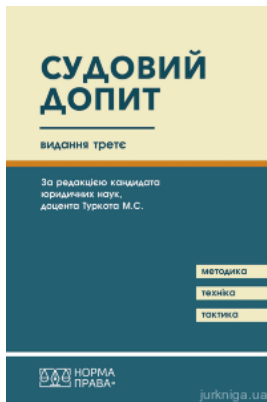 СУДОВИЙ
ДОПИТ
видання третє
За редакцією кандидата
юридичних наук,
доцента Туркота М.С.
методика
техніка
тактика
НОРМА
ПРАВА®
jurkniga.ua